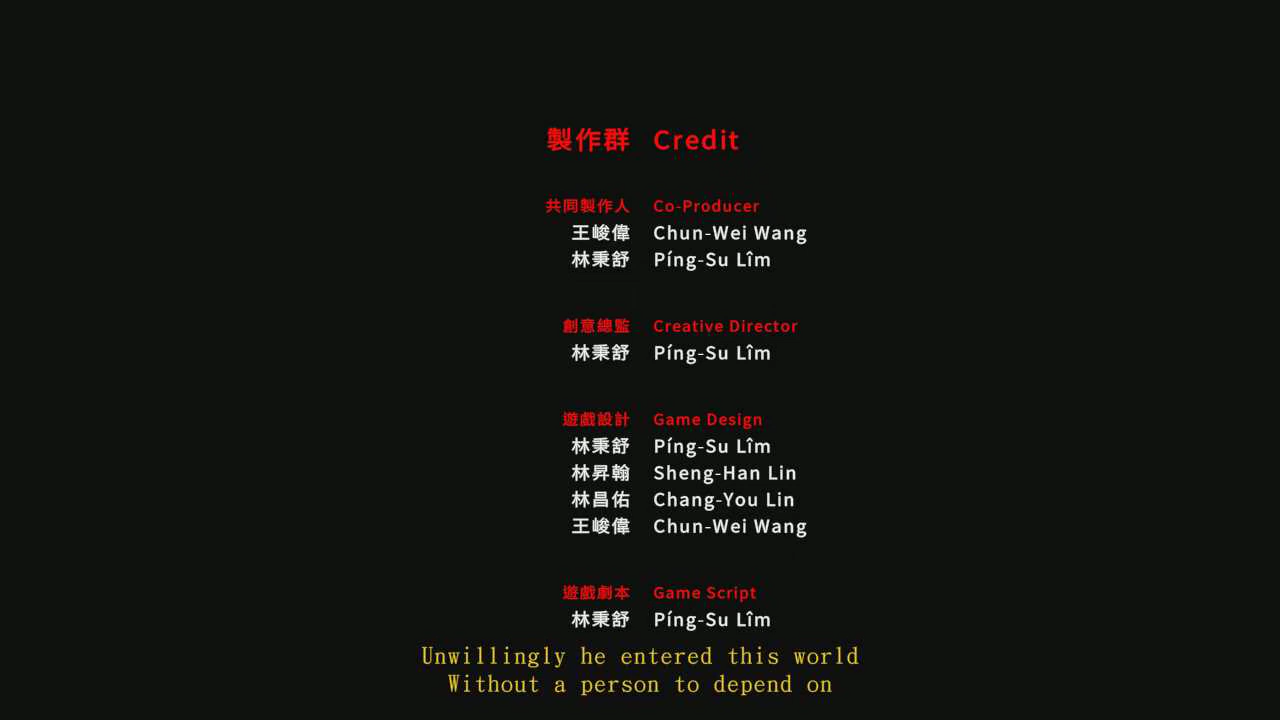 製作群 Credit
共同製作人 Co-Producer
王峻偉 Chun-Wei Wang
林秉舒 Píng-Su Lîm
創意總監 Creative Director
林秉舒 Píng-Su Lîm
遊戲設計 Game Design
林秉舒 Píng-Su Lîm
林昇翰 Sheng-Han Lin
林昌佑 Chang-You Lin
王峻偉 Chun-Wei Wang
遊戲劇本 Game Script
林秉舒 Píng-Su Lîm
Unwillingly he entered this world
Without a person to depend on